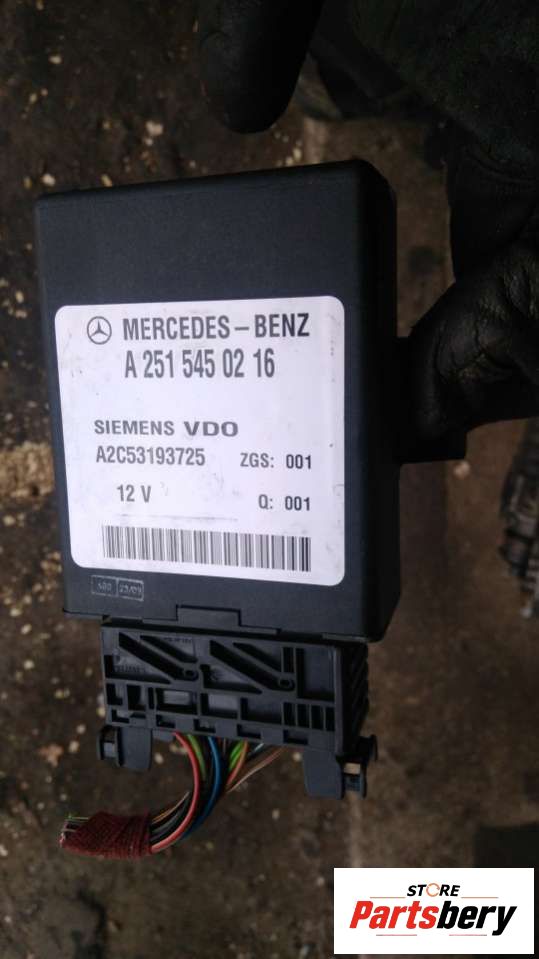 MERCEDES-BENZ
A 251 545 02 16
SIEMENS VDO
A2C53193725 ZGS: 001
12 V Q: 001
STORE
Partsbery